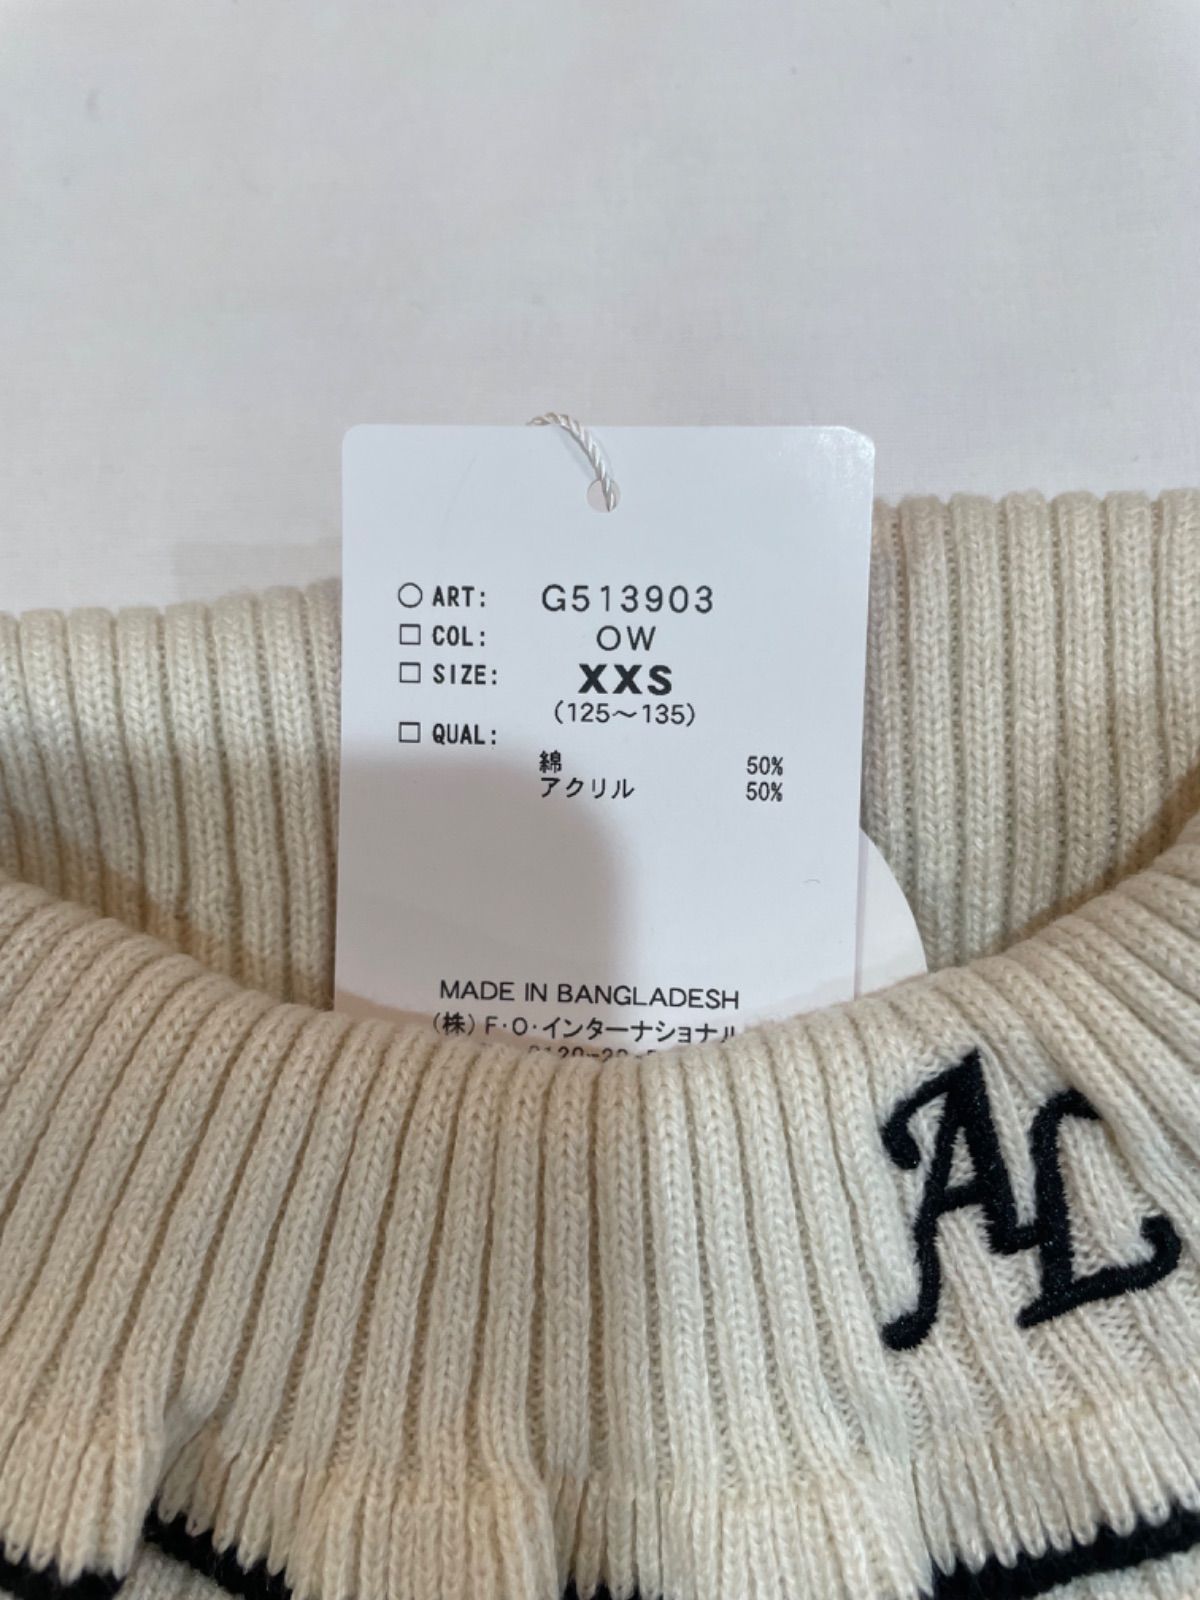 ART: G513903
COL: OW
SIZE: XXS
(125～135)
QUAL:
綿 50%
アクリル 50%
MADE IN BANGLADESH
(株)F・O・インターナショナル
AL